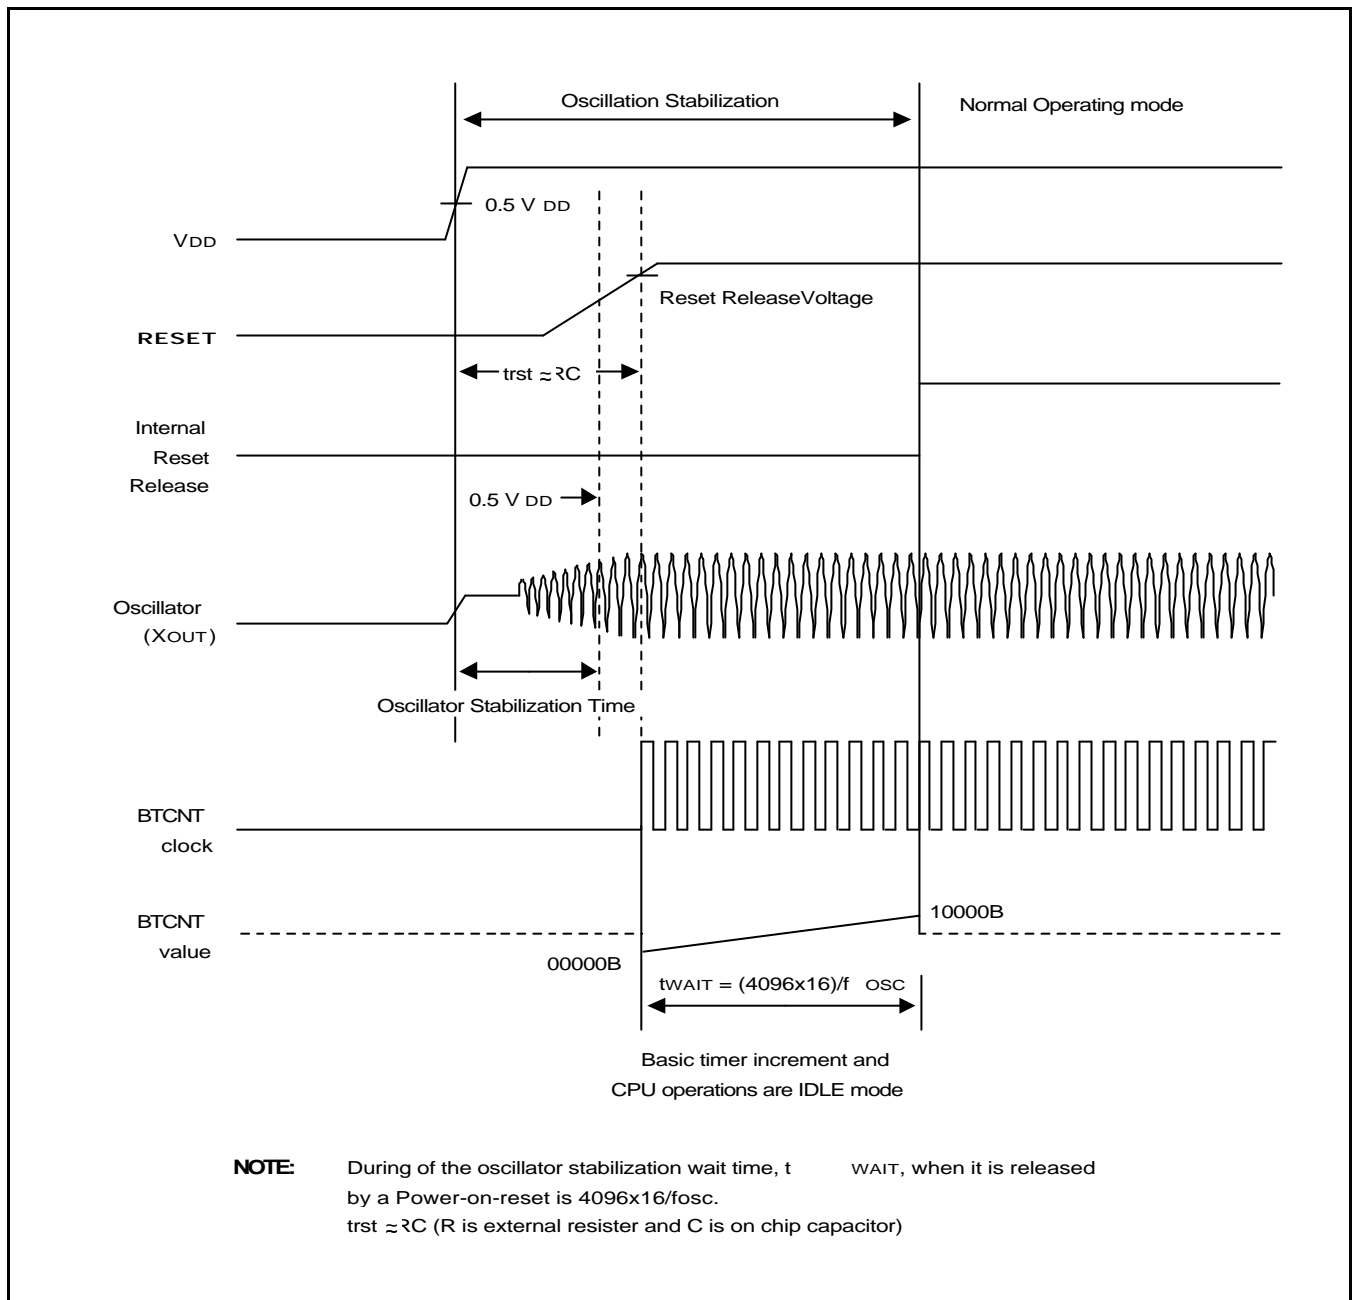 Oscillation Stabilization
Normal Operating mode
0.5 V DD
VDD
Reset ReleaseVoltage
RESET
trst ≈ RC
Internal
Reset
Release
0.5 V DD
Oscillator
(XOUT)
Oscillator Stabilization Time
BTCNT
clock
10000B
BTCNT
value
00000B
tWAIT = (4096x16)/f OSC
Basic timer increment and
CPU operations are IDLE mode
NOTE: During of the oscillator stabilization wait time, t WAIT, when it is released
by a Power-on-reset is 4096x16/fosc.
trst ≈ RC (R is external resister and C is on chip capacitor)